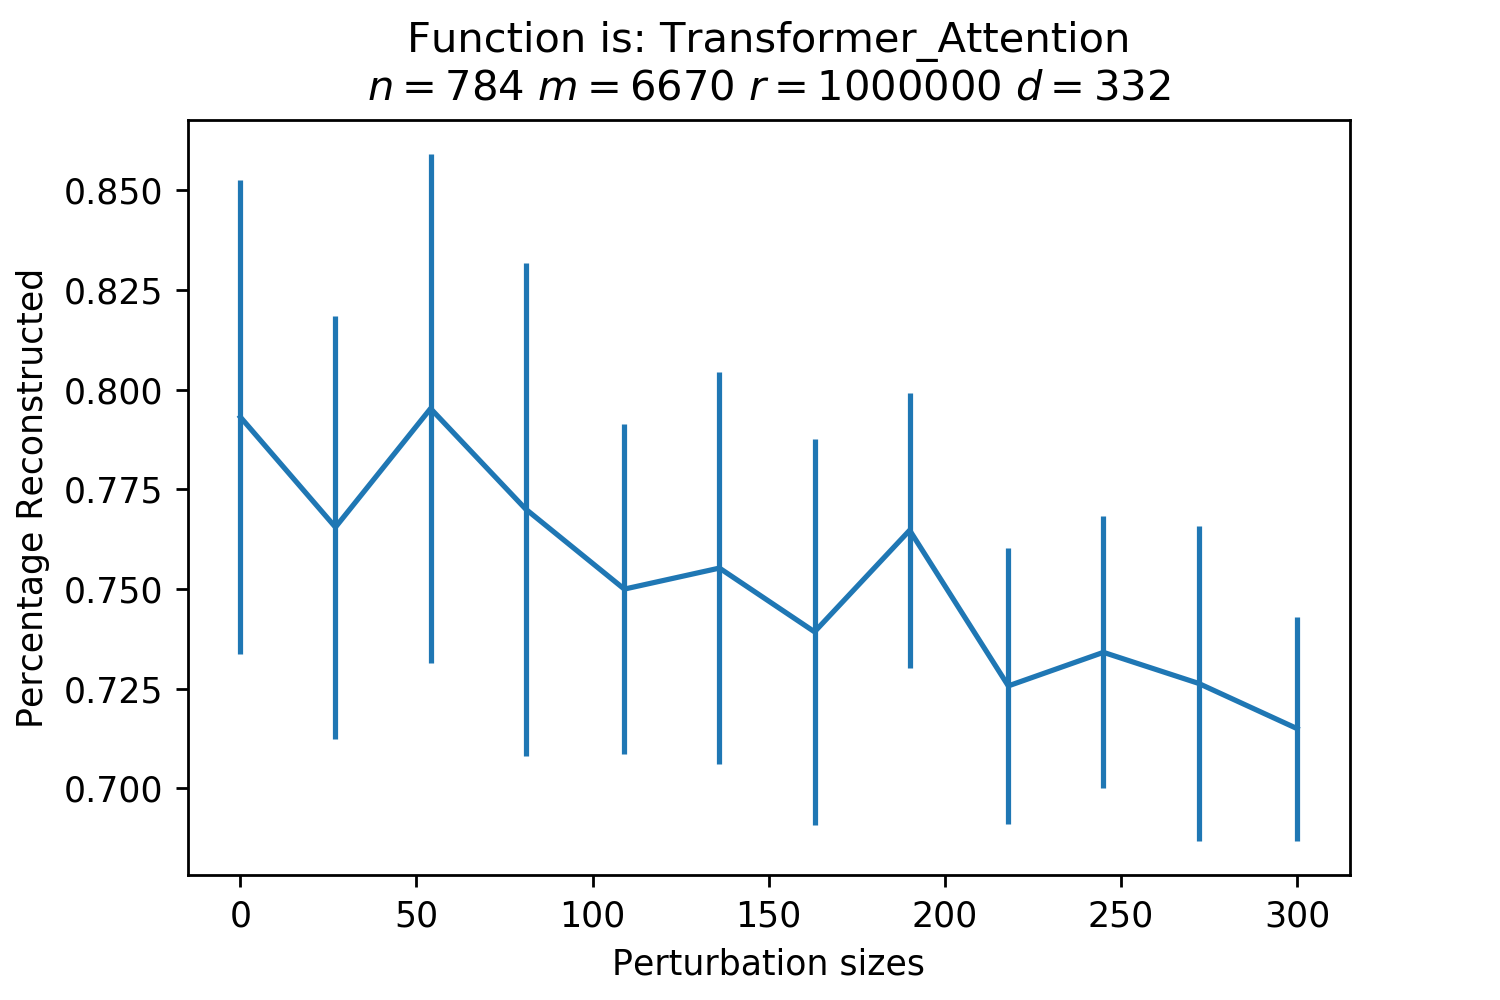 Function is: Transformer_Attention
n = 784 m = 6670 r = 1000000 d = 332
Percentage Reconstructed
0.850
0.825
0.800
0.775
0.750
0.725
0.700
0 50 100 150 200 250 300
Perturbation sizes